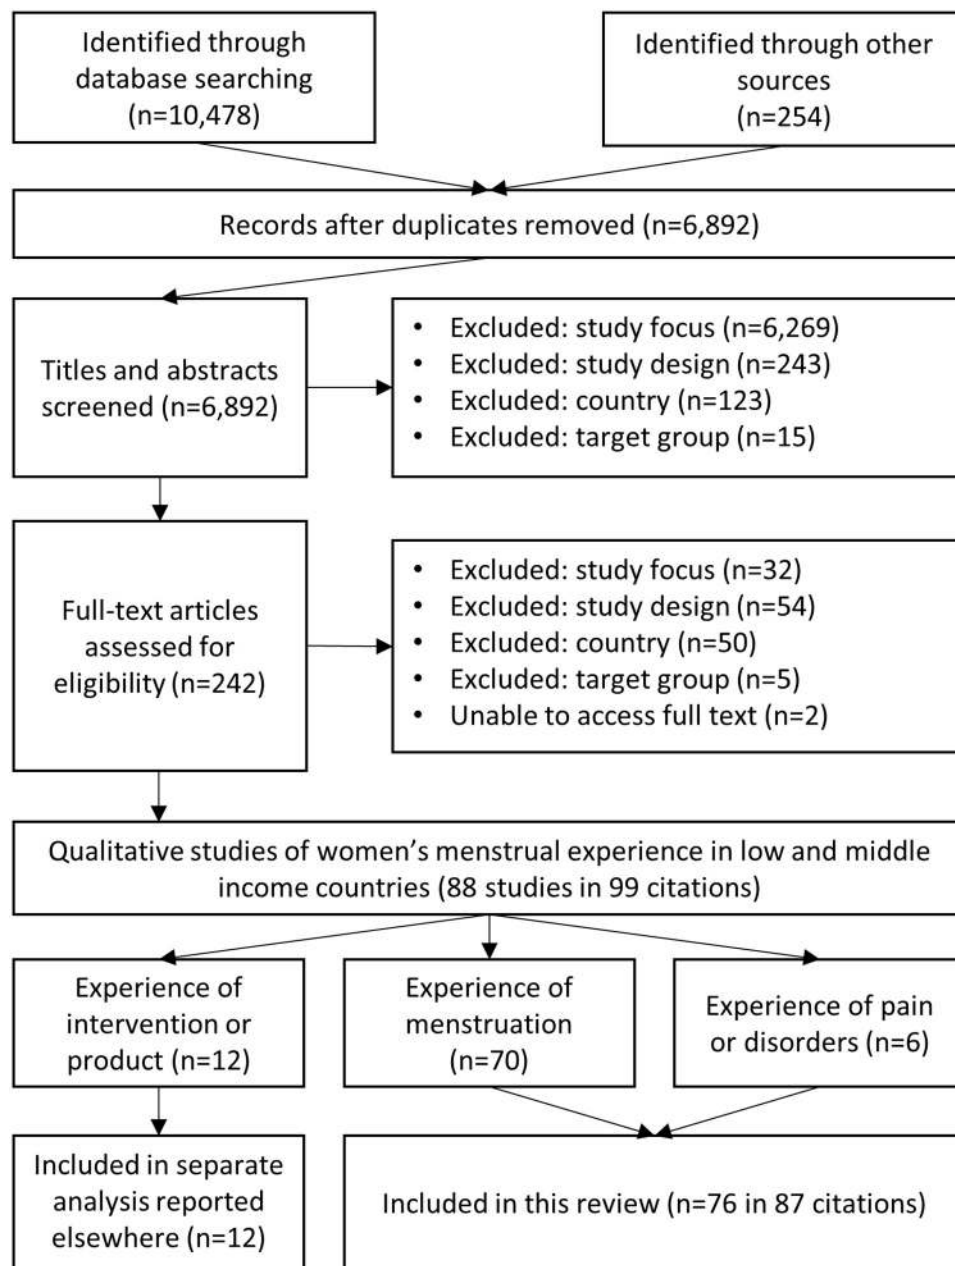 Identified through
database searching
(n=10,478)
Identified through other
sources
(n=254)
Records after duplicates removed (n=6,892)
Titles and abstracts
screened (n=6,892)
• Excluded: study focus (n=6,269)
• Excluded: study design (n=243)
• Excluded: country (n=123)
• Excluded: target group (n=15)
Full-text articles
assessed for
eligibility (n=242)
• Excluded: study focus (n=32)
• Excluded: study design (n=54)
• Excluded: country (n=50)
• Excluded: target group (n=5)
• Unable to access full text (n=2)
Qualitative studies of women’s menstrual experience in low and middle
income countries (88 studies in 99 citations)
Experience of
intervention or
product (n=12)
Experience of
menstruation
(n=70)
Experience of pain
or disorders (n=6)
Included in separate
analysis reported
elsewhere (n=12)
Included in this review (n=76 in 87 citations)